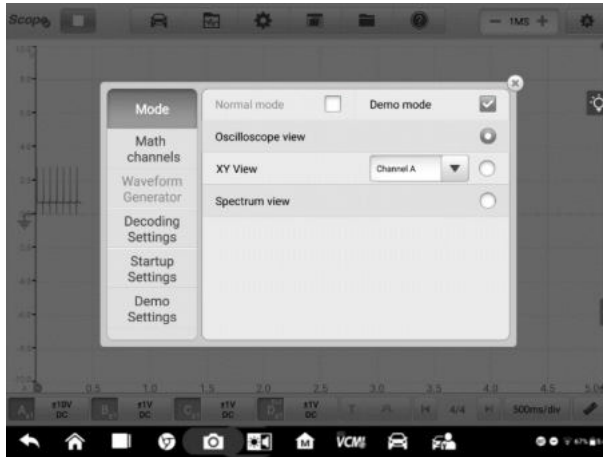 Scope
1MS
Mode
Normal mode
Demo mode
Math
channels
Oscilloscope view
Waveform
Generator
XY View
Channel A
Spectrum view
Decoding
Settings
Startup
Settings
Demo
Settings
0.5
1.0
1.5
2.0
2.5
3.0
3.5
4.0
4.5
A
±10V
DC
B
±1V
DC
C
±1V
DC
D
±1V
DC
T
4/4
500ms/div
VCMI
67%